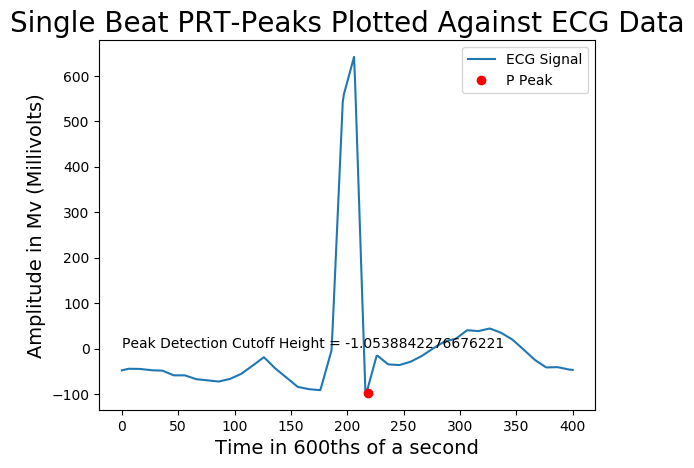 Single Beat PRT-Peaks Plotted Against ECG Data
ECG Signal
P Peak
Amplitude in Mv (Millivolts)
600
500
400
300
200
100
0
−100
Peak Detection Cutoff Height = -1.0538842276676221
0 50 100 150 200 250 300 350 400
Time in 600ths of a second